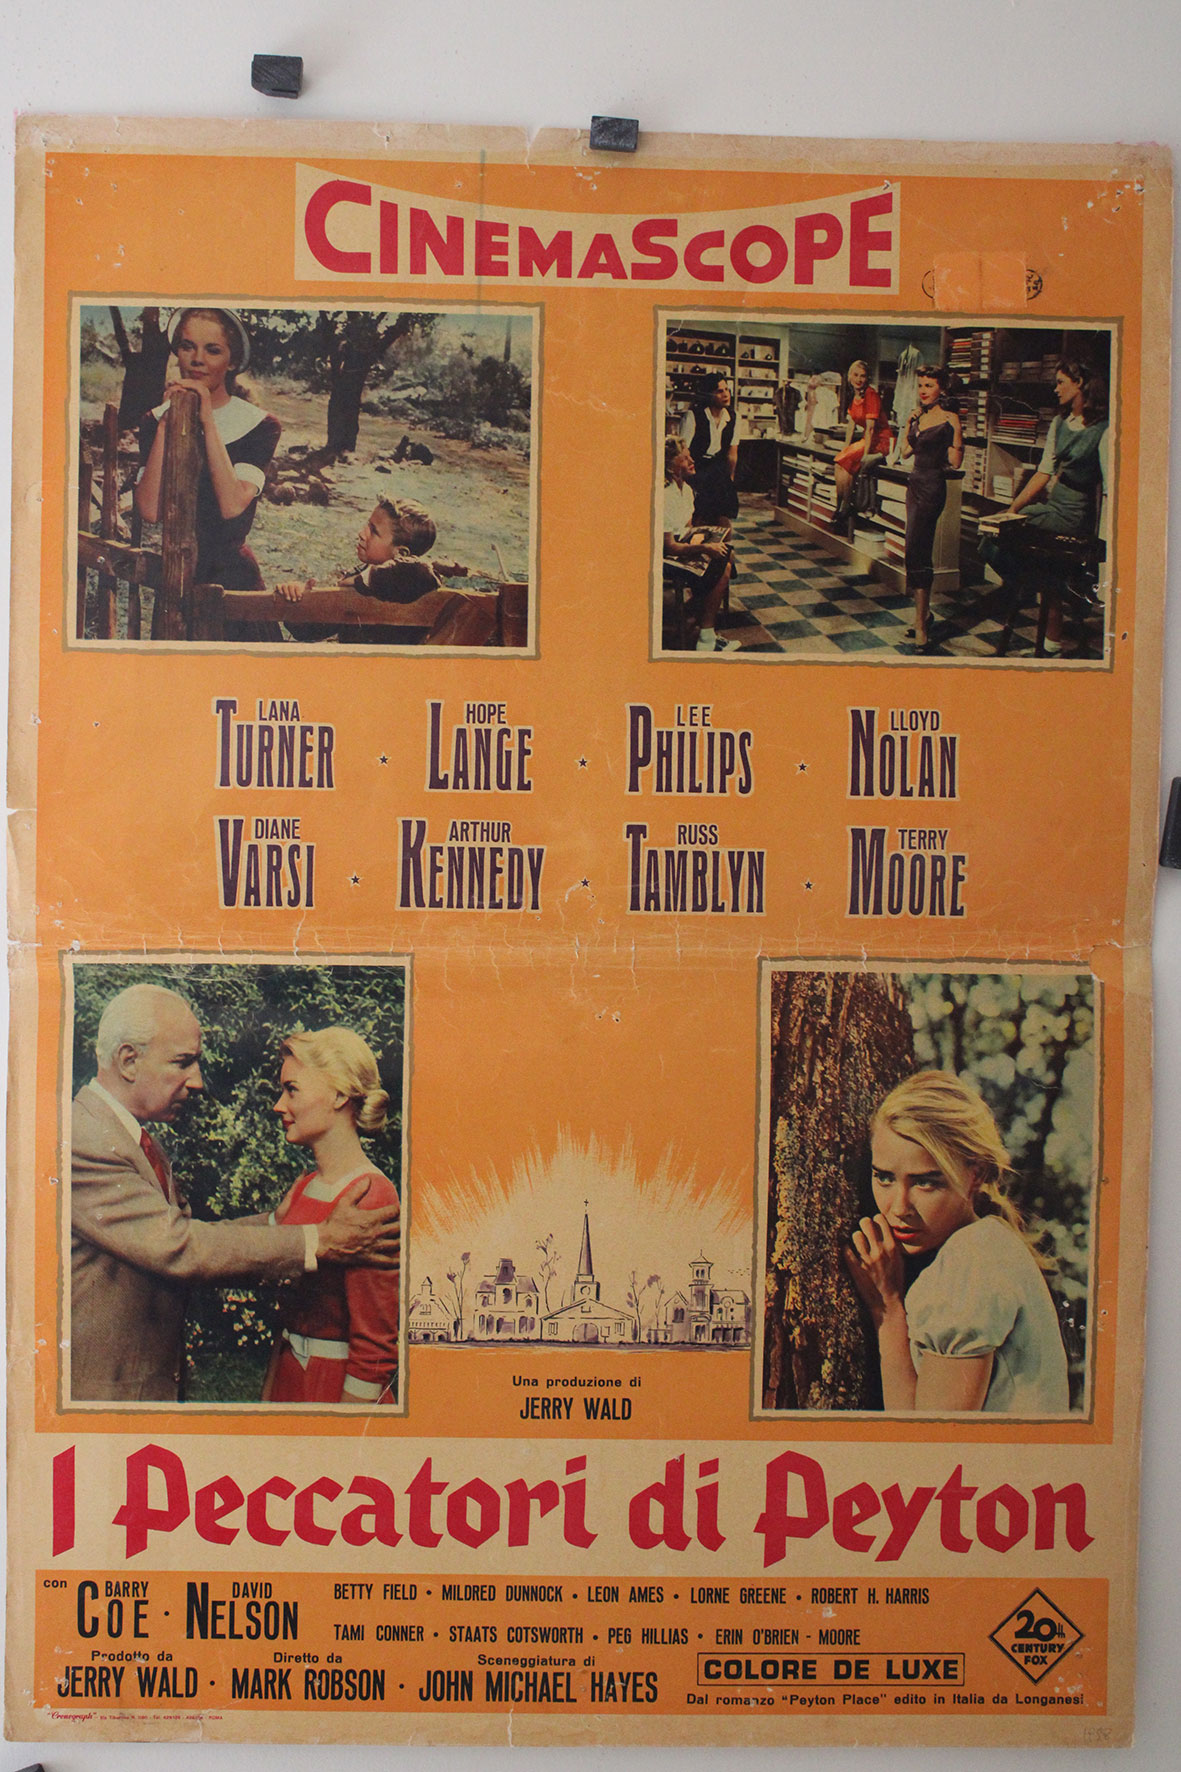 CINEMASCOPE
LANA TURNER ★ HOPE LANGE ★ LEE PHILIPS ★ LLOYD NOLAN
DIANE VARSI ★ ARTHUR KENNEDY ★ RUSS TAMBLYN ★ TERRY MOORE
Una produzione di
JERRY WALD
I Peccatori di Peyton
con BARRY COE • DAVID NELSON
BETTY FIELD • MILDRED DUNNOCK • LEON AMES • LORNE GREENE • ROBERT H. HARRIS
TAMI CONNER • STAATS COTSWORTH • PEG HILLIAS • ERIN O'BRIEN - MOORE
Prodotto da JERRY WALD • Diretto da MARK ROBSON • Sceneggiatura di JOHN MICHAEL HAYES
COLORE DE LUXE
Dal romanzo "Peyton Place" edito in Italia da Longanesi
20th
CENTURY
FOX